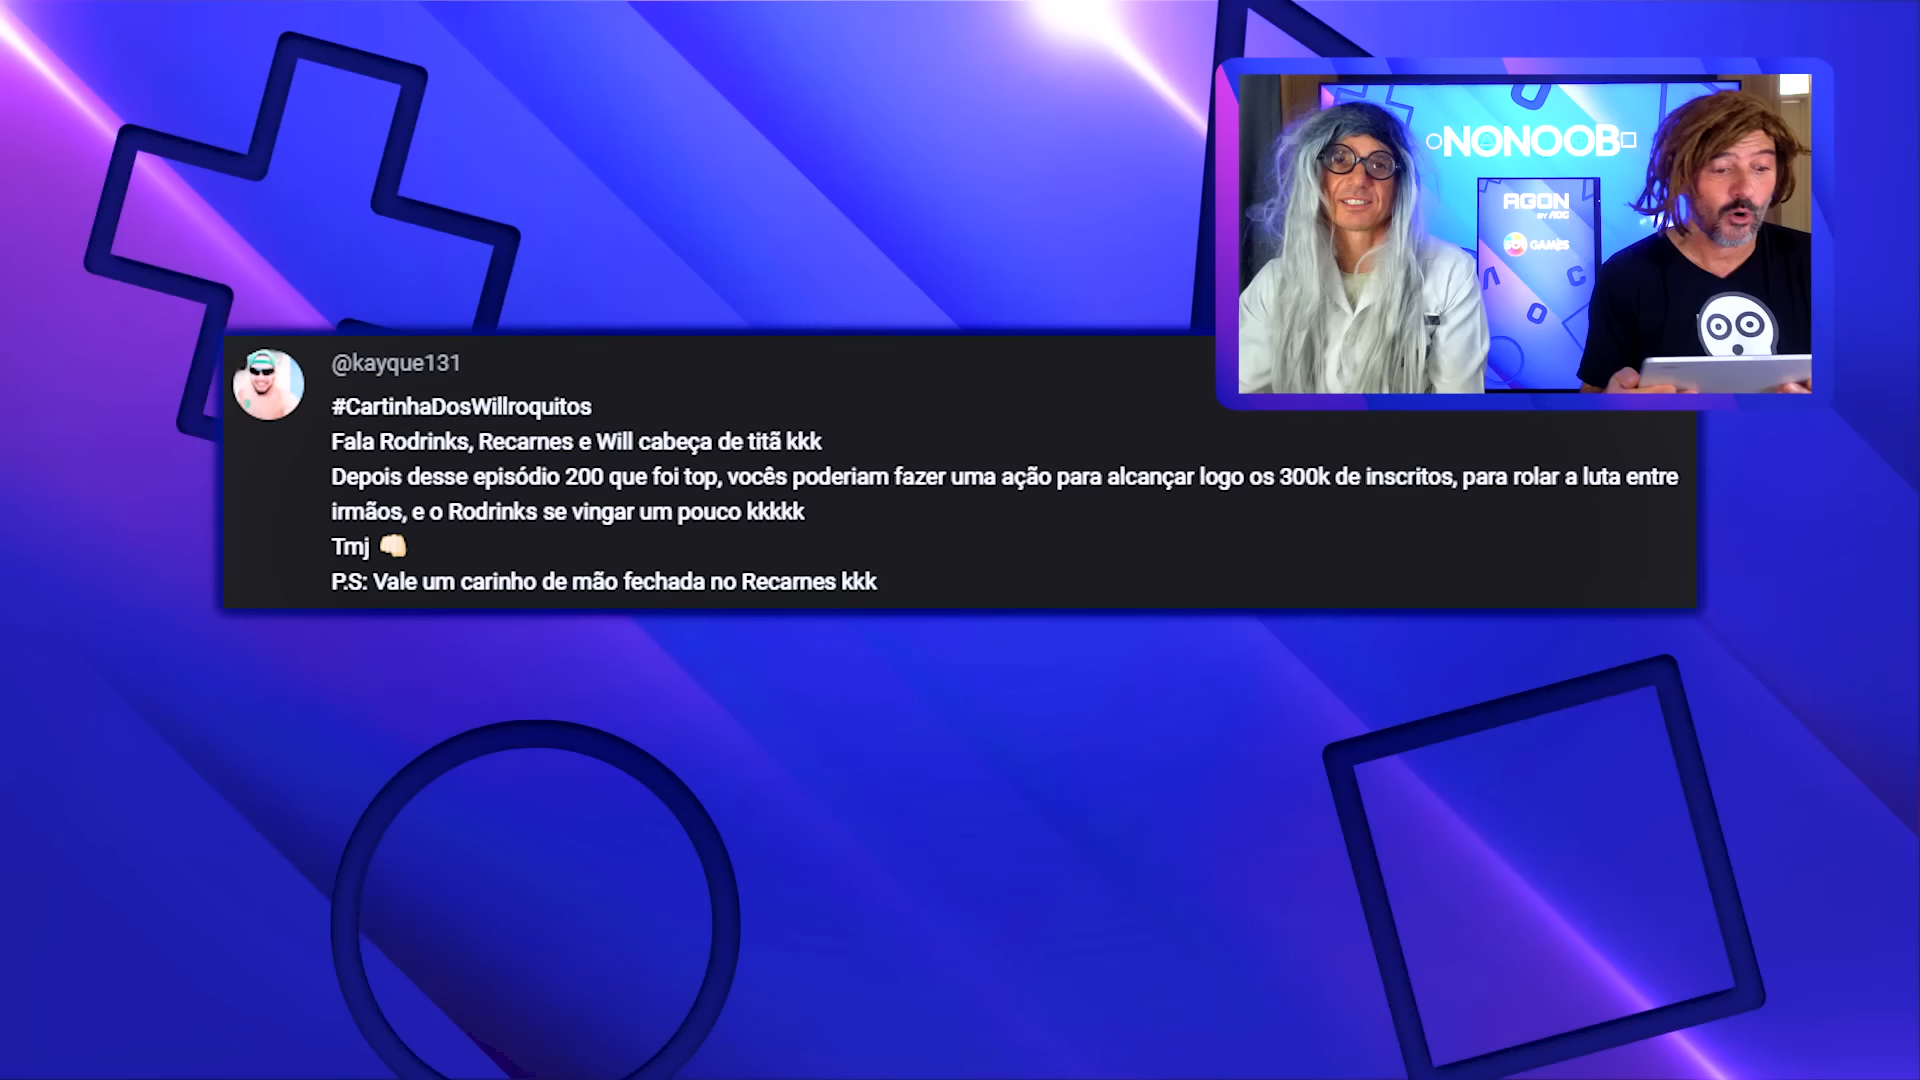 NONOOB
AGON
BY AOC
GAMES
@kayque131
#CartinhaDosWillroquitos
Fala Rodrinks, Recarnes e Will cabeça de titã kkk
Depois desse episódio 200 que foi top, vocês poderiam fazer uma ação para alcançar logo os 300k de inscritos, para rolar a luta entre
irmãos, e o Rodrinks se vingar um pouco kkkkk
Tmj 👊🏻
P.S: Vale um carinho de mão fechada no Recarnes kkk